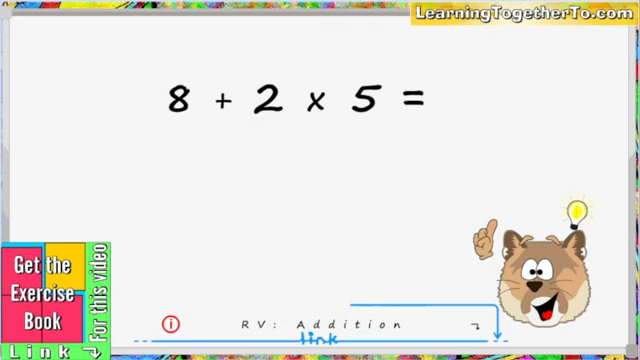 LearningTogetherTo.com
8 + 2 x 5 =
Get the
Exercise
Book
Link
For this video
i
RV: Addition
link